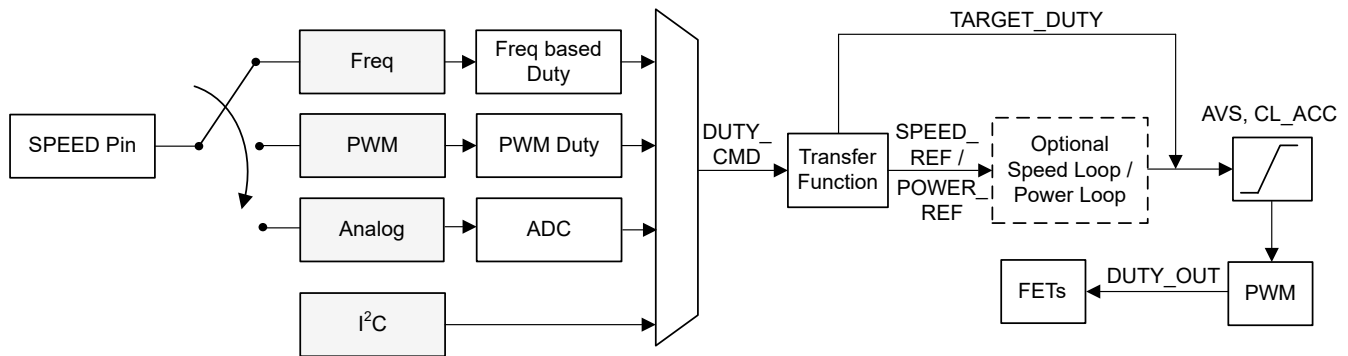 TARGET_DUTY
Freq
Freq based
Duty
SPEED Pin
PWM
PWM Duty
DUTY_
CMD
Transfer
Function
SPEED_
REF /
POWER_
REF
Optional
Speed Loop /
Power Loop
AVS, CL_ACC
Analog
ADC
I²C
FETs
DUTY_OUT
PWM